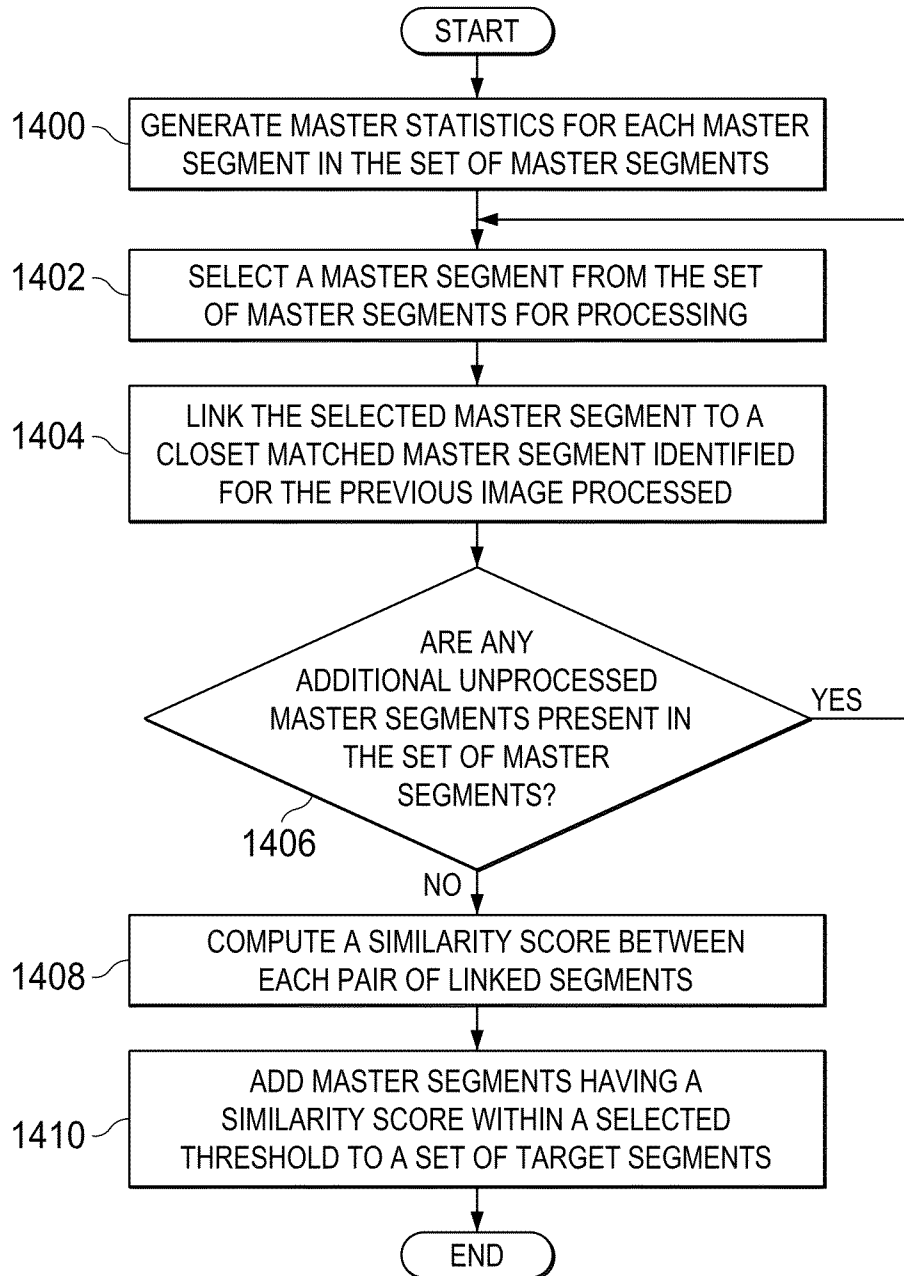 START
1400
GENERATE MASTER STATISTICS FOR EACH MASTER
SEGMENT IN THE SET OF MASTER SEGMENTS
1402
SELECT A MASTER SEGMENT FROM THE SET
OF MASTER SEGMENTS FOR PROCESSING
1404
LINK THE SELECTED MASTER SEGMENT TO A
CLOSET MATCHED MASTER SEGMENT IDENTIFIED
FOR THE PREVIOUS IMAGE PROCESSED
ARE ANY
ADDITIONAL UNPROCESSED
MASTER SEGMENTS PRESENT IN
THE SET OF MASTER
SEGMENTS?
YES
1406
NO
1408
COMPUTE A SIMILARITY SCORE BETWEEN
EACH PAIR OF LINKED SEGMENTS
1410
ADD MASTER SEGMENTS HAVING A
SIMILARITY SCORE WITHIN A SELECTED
THRESHOLD TO A SET OF TARGET SEGMENTS
END